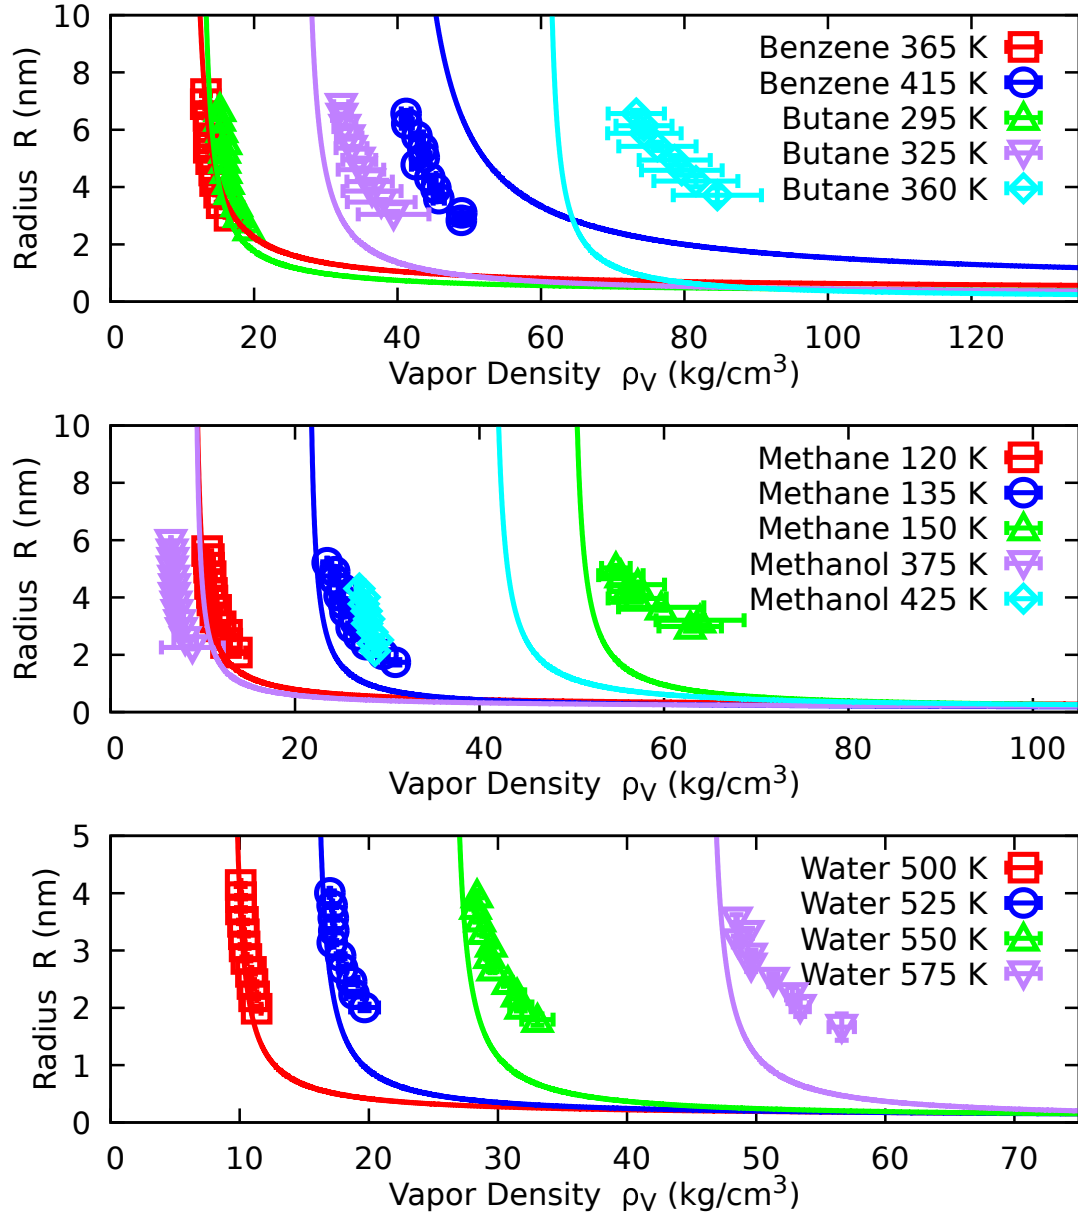 10
8
6
4
2
0
Radius R (nm)
Benzene 365 K
Benzene 415 K
Butane 295 K
Butane 325 K
Butane 360 K
0 20 40 60 80 100 120
Vapor Density ρV (kg/cm³)
10
8
6
4
2
0
Radius R (nm)
Methane 120 K
Methane 135 K
Methane 150 K
Methanol 375 K
Methanol 425 K
0 20 40 60 80 100
Vapor Density ρV (kg/cm³)
5
4
3
2
1
0
Radius R (nm)
Water 500 K
Water 525 K
Water 550 K
Water 575 K
0 10 20 30 40 50 60 70
Vapor Density ρV (kg/cm³)